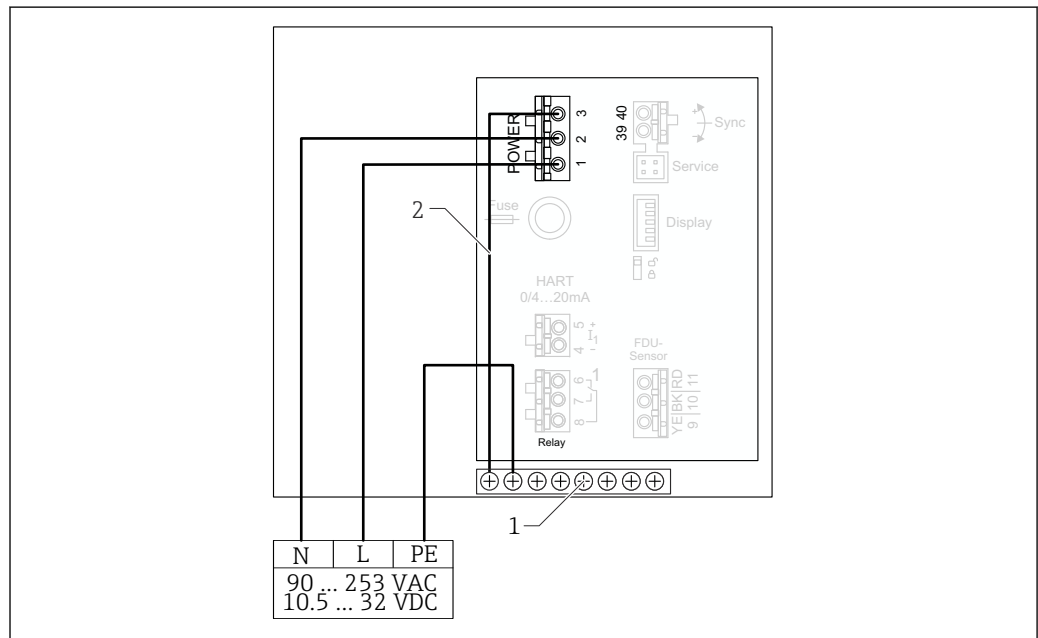 POWER
3
2
1
39 40
+
-
Sync
Service
Fuse
2
Display
HART
0/4...20mA
5 +
I1
4 -
FDU-
Sensor
6
7
8
1
YE|BK|RD
9 |10| 11
Relay
1
N L PE
90 ... 253 VAC
10.5 ... 32 VDC